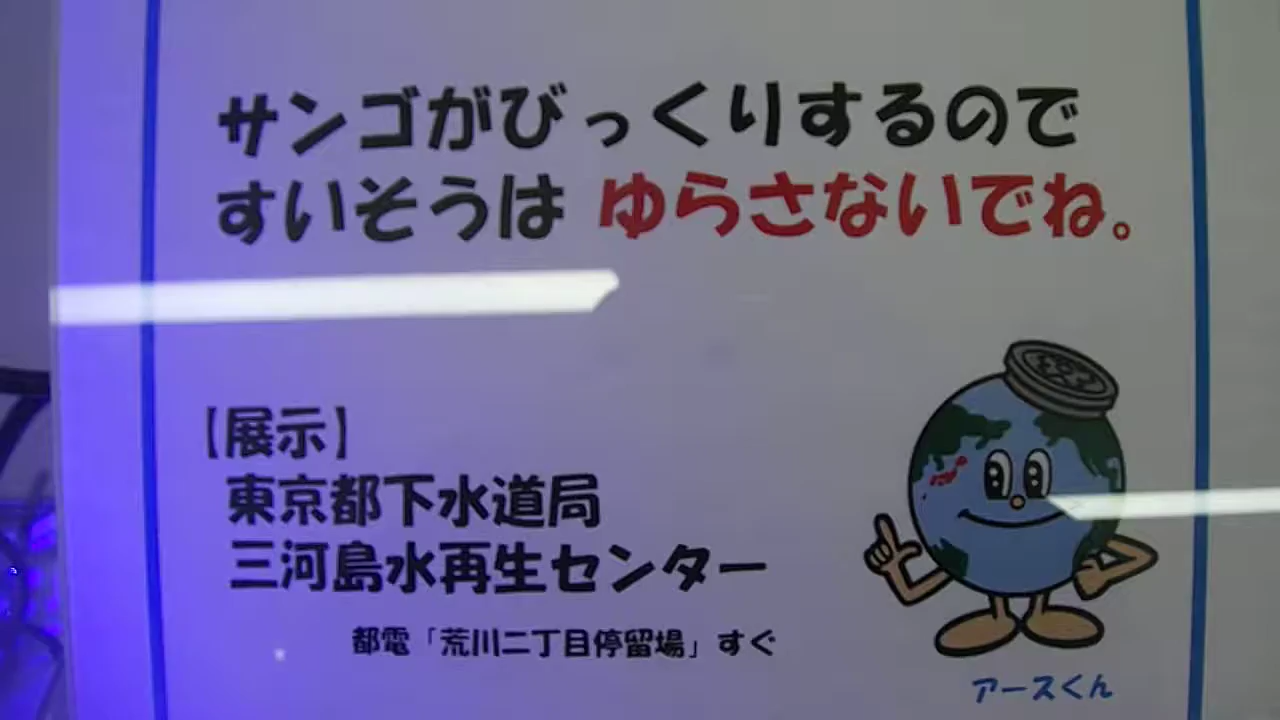 サンゴがびっくりするので
すいそうは ゆらさないでね。
【展示】
東京都下水道局
三河島水再生センター
都電「荒川二丁目停留場」すぐ
アースくん